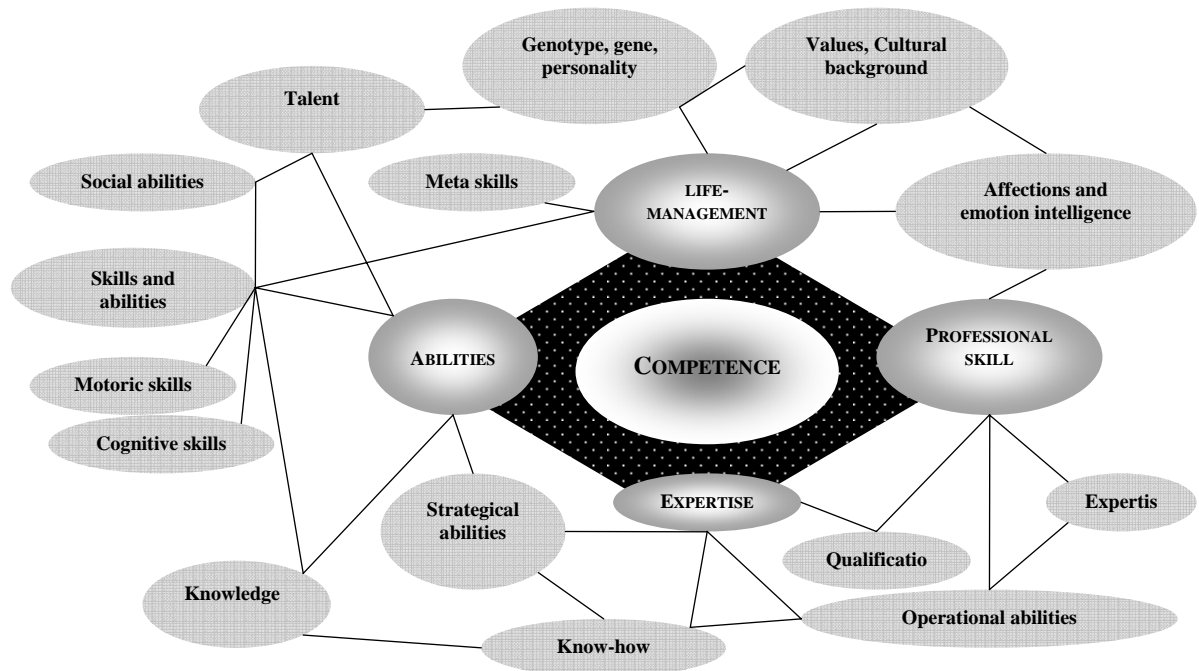 Genotype, gene,
personality
Values, Cultural
background
Talent
Social abilities
Meta skills
LIFE-
MANAGEMENT
Affections and
emotion intelligence
Skills and
abilities
ABILITIES
COMPETENCE
PROFESSIONAL
SKILL
Motoric skills
Cognitive skills
Strategical
abilities
EXPERTISE
Expertis
Qualificatio
Knowledge
Operational abilities
Know-how